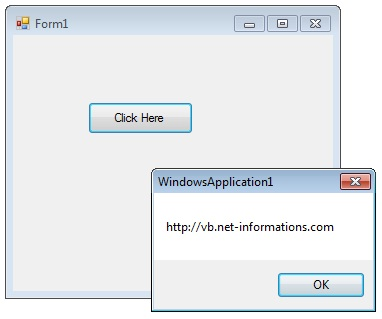 Form1
Click Here
WindowsApplication1
http://vb.net-informations.com
OK